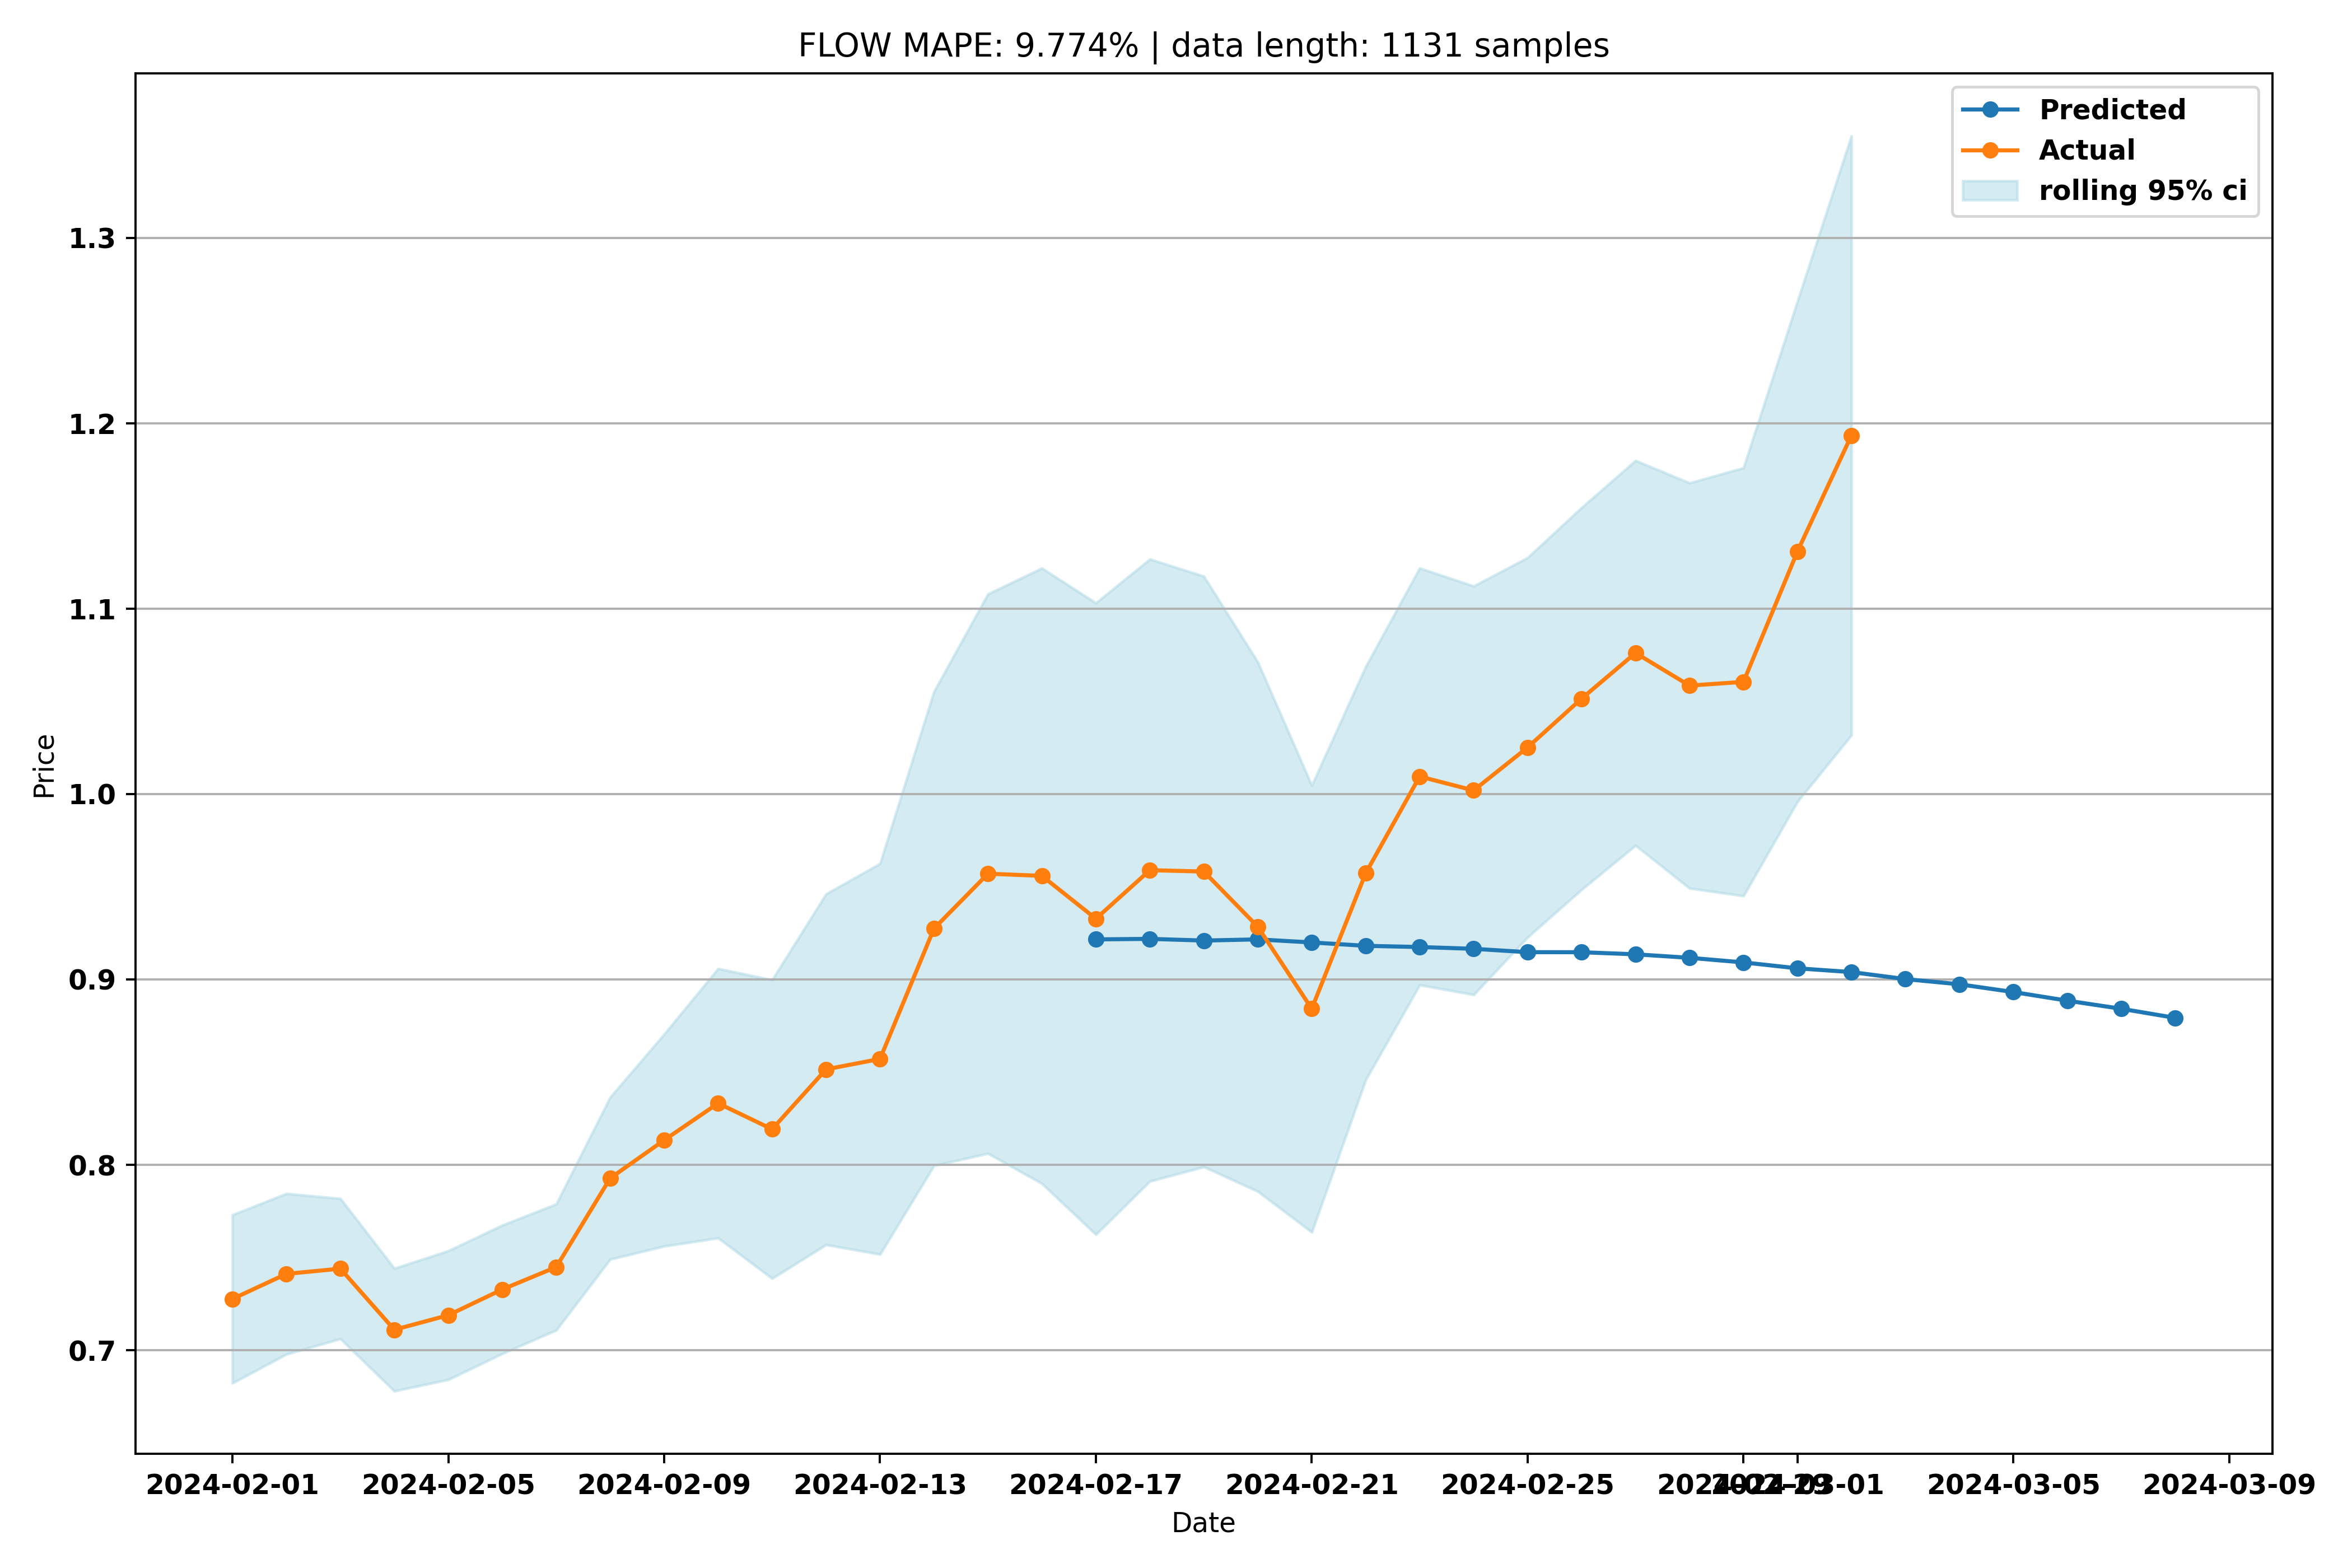 FLOW MAPE: 9.774% | data length: 1131 samples
Predicted
Actual
rolling 95% ci
Price
1.3
1.2
1.1
1.0
0.9
0.8
0.7
2024-02-01 2024-02-05 2024-02-09 2024-02-13 2024-02-17 2024-02-21 2024-02-25 2024-02-29 2024-03-01 2024-03-05 2024-03-09
Date